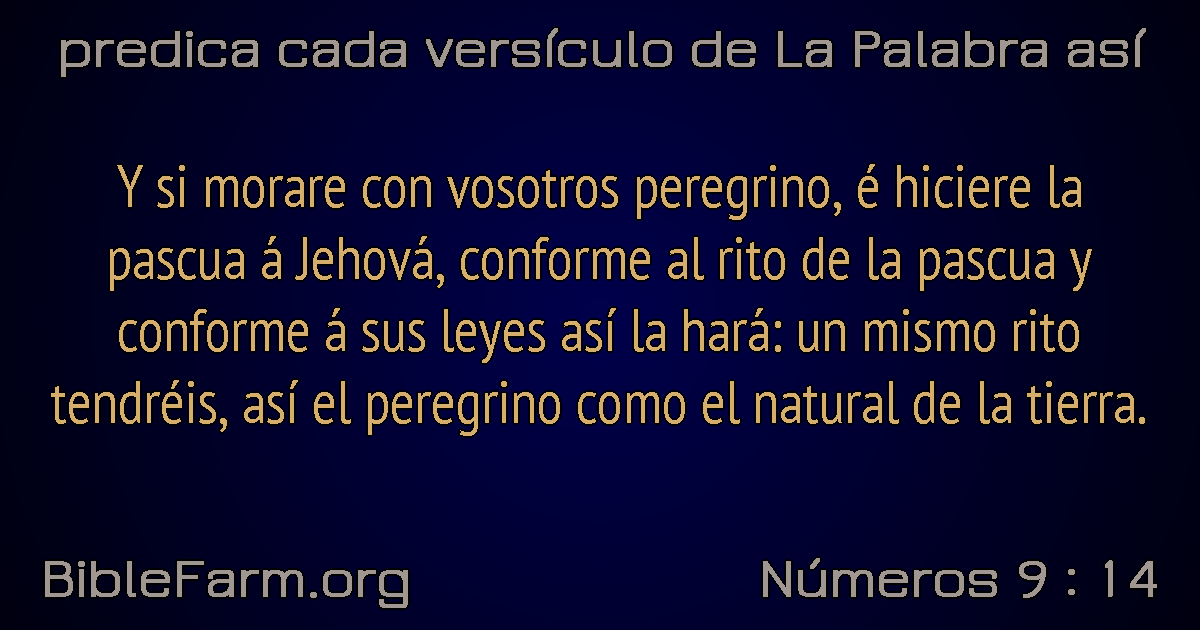 predica cada versículo de La Palabra así
Y si morare con vosotros peregrino, é hiciere la
pascua á Jehová, conforme al rito de la pascua y
conforme á sus leyes así la hará: un mismo rito
tendréis, así el peregrino como el natural de la tierra.
BibleFarm.org
Números 9 : 14